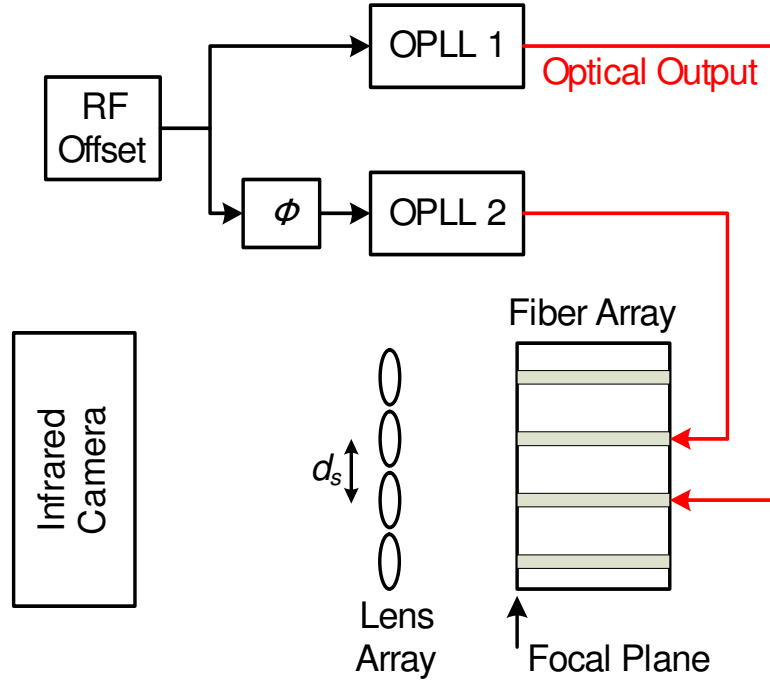 OPLL 1
Optical Output
RF
Offset
Φ
OPLL 2
Fiber Array
Infrared
Camera
ds
Lens
Array
Focal Plane